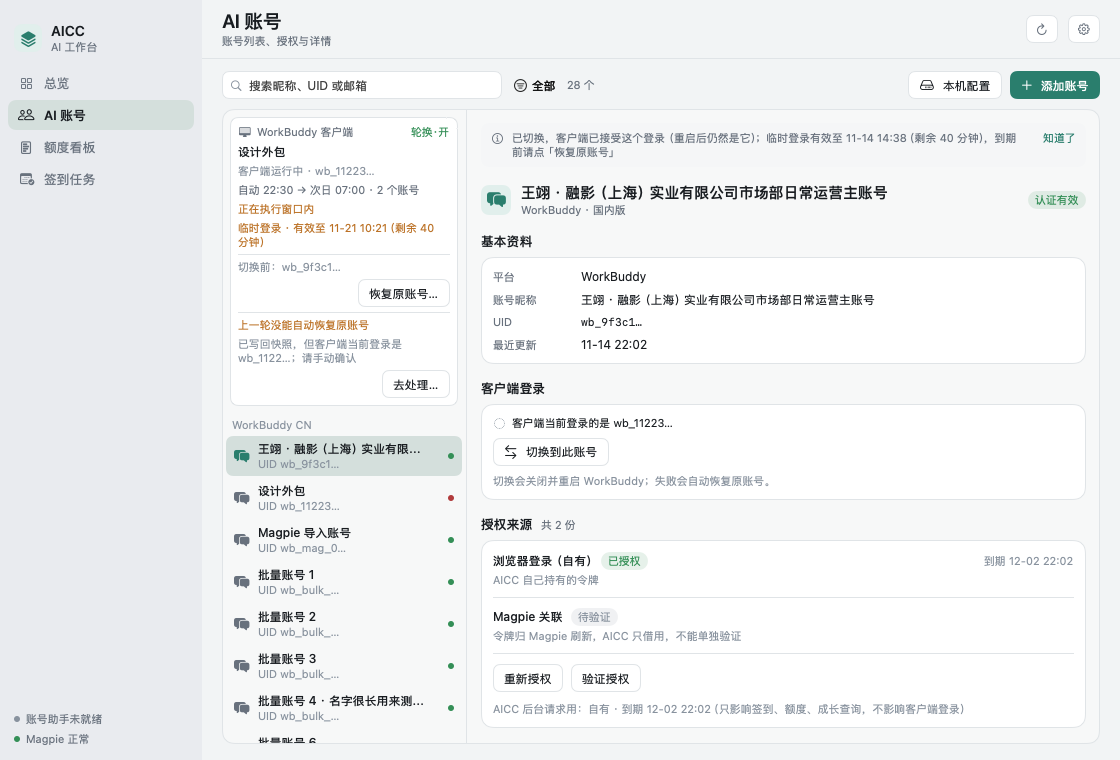 AICC
AI 工作台
总览
AI 账号
额度看板
签到任务
账号助手未就绪
Magpie 正常
AI 账号
账号列表、授权与详情
搜索昵称、UID 或邮箱
全部 28 个
本机配置
添加账号
WorkBuddy 客户端 轮换·开
设计外包
客户端运行中 · wb_11223…
自动 22:30 → 次日 07:00 · 2 个账号
正在执行窗口内
临时登录 · 有效至 11-21 10:21 (剩余 40
分钟)
切换前：wb_9f3c1…
恢复原账号…
上一轮没能自动恢复原账号
已写回快照，但客户端当前登录是
wb_1122…；请手动确认
去处理…
WorkBuddy CN
王翊 · 融影（上海）实业有限…
UID wb_9f3c1…
设计外包
UID wb_11223…
Magpie 导入账号
UID wb_mag_0…
批量账号 1
UID wb_bulk_…
批量账号 2
UID wb_bulk_…
批量账号 3
UID wb_bulk_…
批量账号 4 · 名字很长用来测…
UID wb_bulk_…
已切换，客户端已接受这个登录 (重启后仍然是它)；临时登录有效至 11-14 14:38 (剩余 40 分钟)，到期
前请点「恢复原账号」
知道了
王翊 · 融影（上海）实业有限公司市场部日常运营主账号
WorkBuddy · 国内版
认证有效
基本资料
平台 WorkBuddy
账号昵称 王翊 · 融影（上海）实业有限公司市场部日常运营主账号
UID wb_9f3c1…
最近更新 11-14 22:02
客户端登录
客户端当前登录的是 wb_11223…
切换到此账号
切换会关闭并重启 WorkBuddy；失败会自动恢复原账号。
授权来源 共 2 份
浏览器登录（自有） 已授权 到期 12-02 22:02
AICC 自己持有的令牌
Magpie 关联 待验证
令牌归 Magpie 刷新，AICC 只借用，不能单独验证
重新授权
验证授权
AICC 后台请求用：自有 · 到期 12-02 22:02 (只影响签到、额度、成长查询，不影响客户端登录)